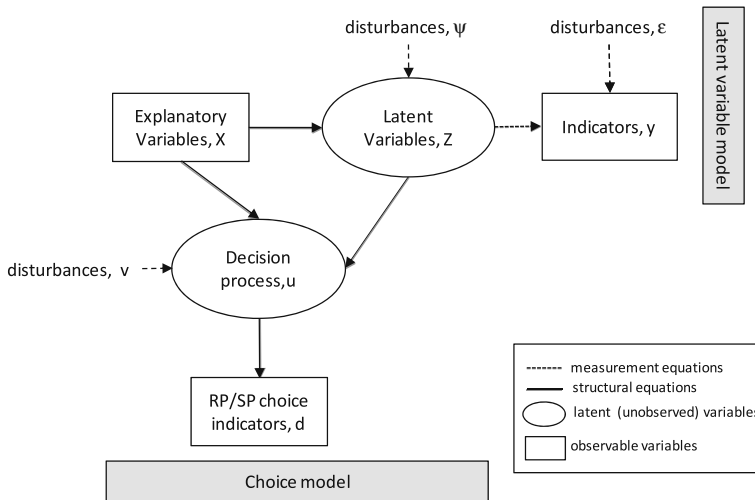 disturbances, ψ
disturbances, ε
Latent variable model
Explanatory
Variables, X
Latent
Variables, Z
Indicators, y
Decision
process,u
disturbances, ν
RP/SP choice
indicators, d
measurement equations
structural equations
latent (unobserved) variables
observable variables
Choice model